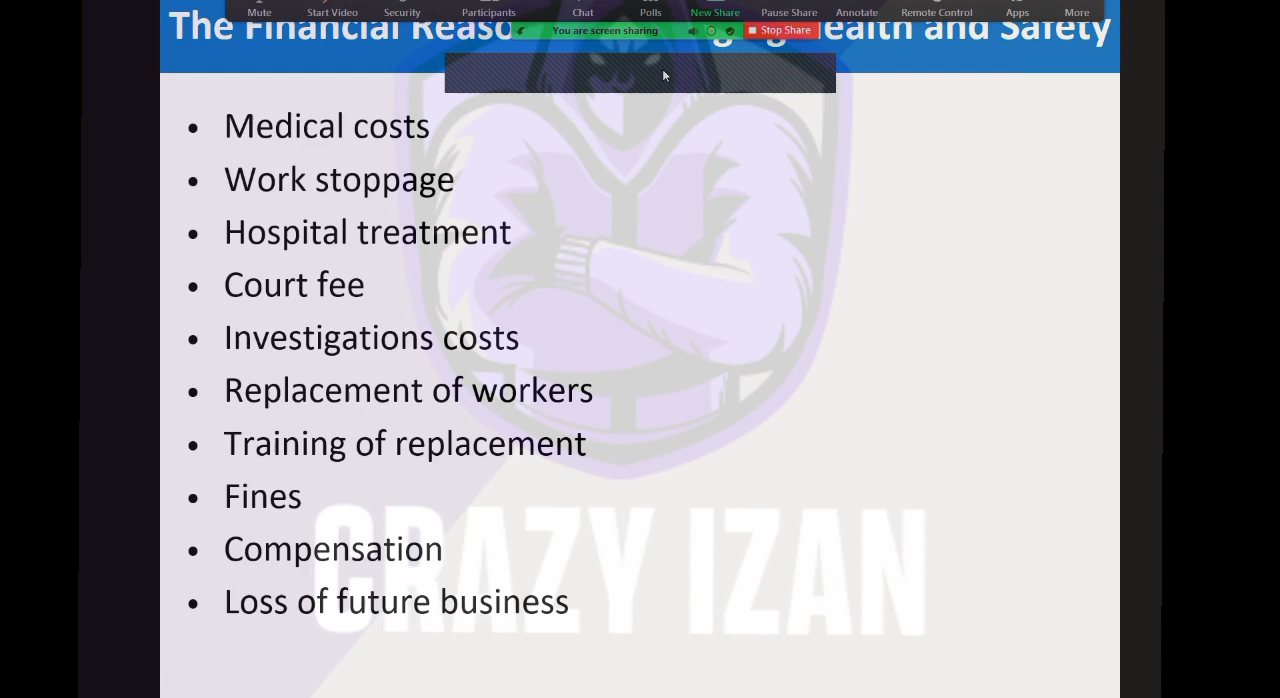 Mute Start Video Security Participants Chat Polls New Share Pause Share Annotate Remote Control Apps More
The Financial Health and Safety
You are screen sharing Stop Share
• Medical costs
• Work stoppage
• Hospital treatment
• Court fee
• Investigations costs
• Replacement of workers
• Training of replacement
• Fines
• Compensation
• Loss of future business
CRAZY IZAN